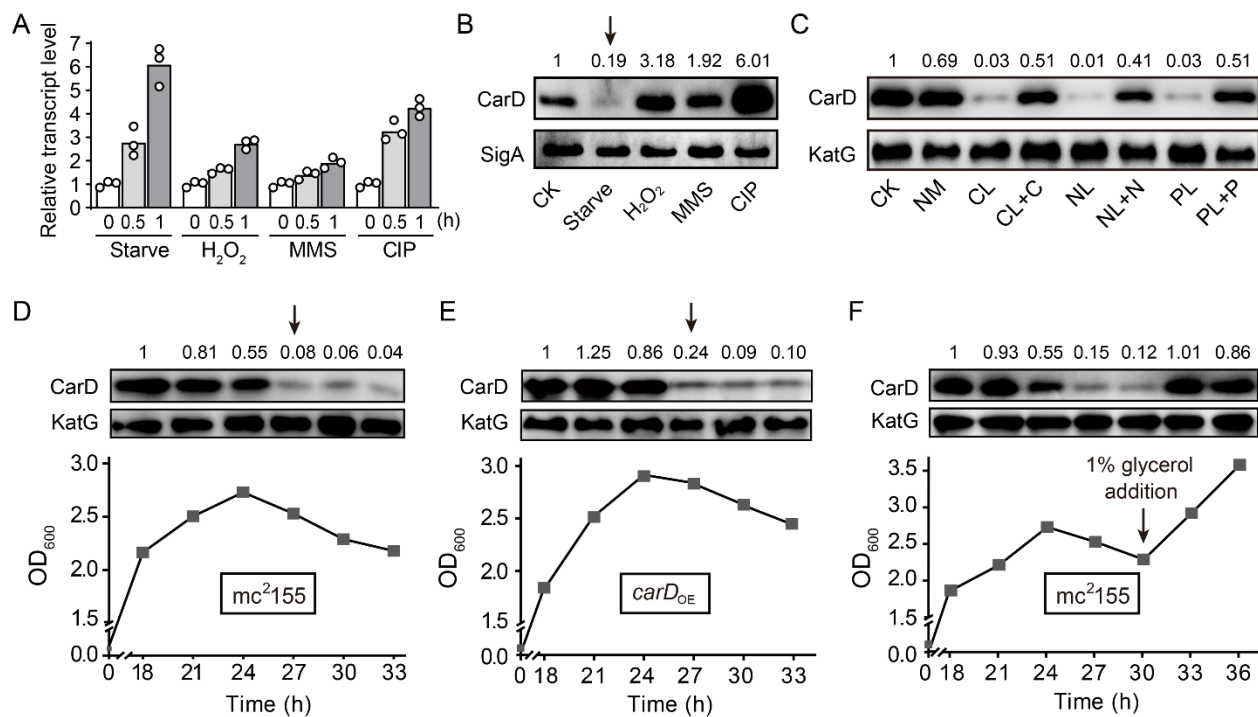 A
Relative transcript level
7
6
5
4
3
2
1
0
0 0.5 1 0 0.5 1 0 0.5 1 0 0.5 1 (h)
Starve H₂O₂ MMS CIP
B
1 0.19 3.18 1.92 6.01
CarD
SigA
CK Starve H₂O₂ MMS CIP
C
1 0.69 0.03 0.51 0.01 0.41 0.03 0.51
CarD
KatG
CK NM CL CL+C NL NL+N PL PL+P
D
1 0.81 0.55 0.08 0.06 0.04
CarD
KatG
OD₆₀₀
3.0
2.5
2.0
1.5
0.0
mc²155
0 18 21 24 27 30 33
Time (h)
E
1 1.25 0.86 0.24 0.09 0.10
CarD
KatG
OD₆₀₀
3.0
2.5
2.0
1.5
0.0
carD_OE
0 18 21 24 27 30 33
Time (h)
F
1 0.93 0.55 0.15 0.12 1.01 0.86
CarD
KatG
OD₆₀₀
3.5
3.0
2.5
2.0
1.5
0.0
1% glycerol
addition
mc²155
0 18 21 24 27 30 33 36
Time (h)